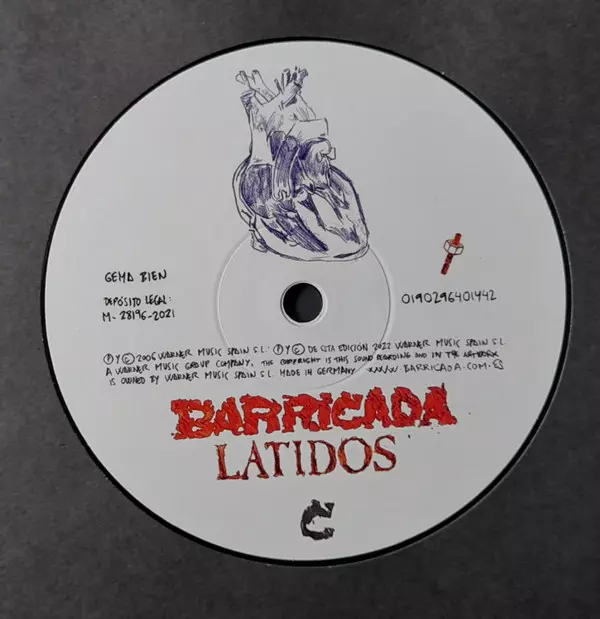 GEMA BIEN
DEPÓSITO LEGAL:
M-28196-2021
0190296401442
Ⓟ Y Ⓒ 2006 WARNER MUSIC SPAIN S.L. Ⓟ Y Ⓒ DE ESTA EDICIÓN 2022 WARNER MUSIC SPAIN S.L.
A WARNER MUSIC GROUP COMPANY. THE COPYRIGHT IS THIS SOUND RECORDING AND IN THE ARTWORK
IS OWNED BY WARNER MUSIC SPAIN S.L. MADE IN GERMANY. WWW.BARRICADA.COM.ES
BARRICADA
LATIDOS
C